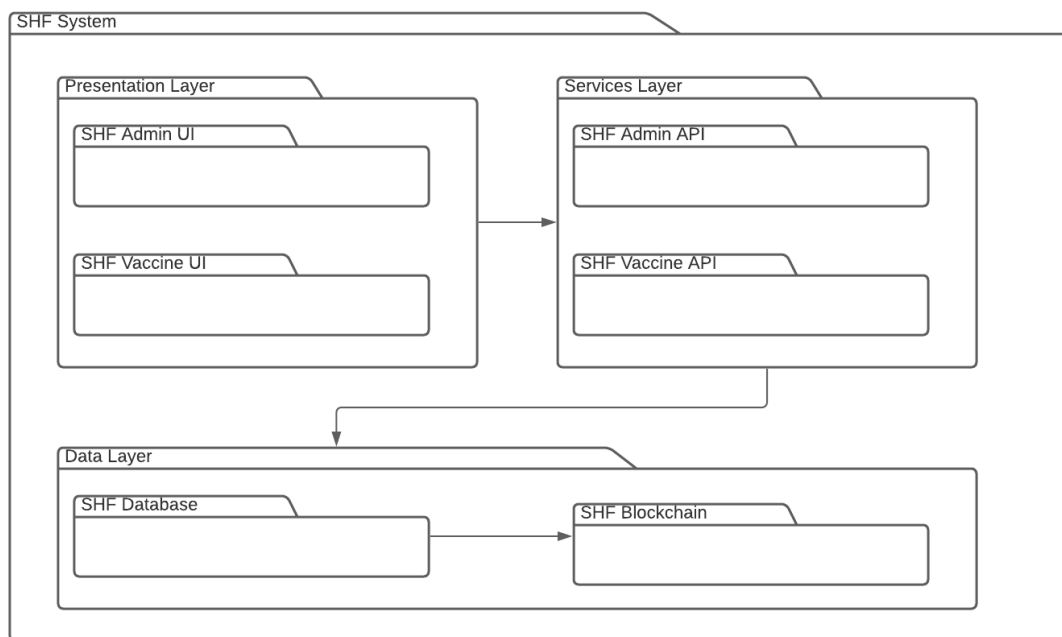 SHF System
Presentation Layer
SHF Admin UI
SHF Vaccine UI
Services Layer
SHF Admin API
SHF Vaccine API
Data Layer
SHF Database
SHF Blockchain